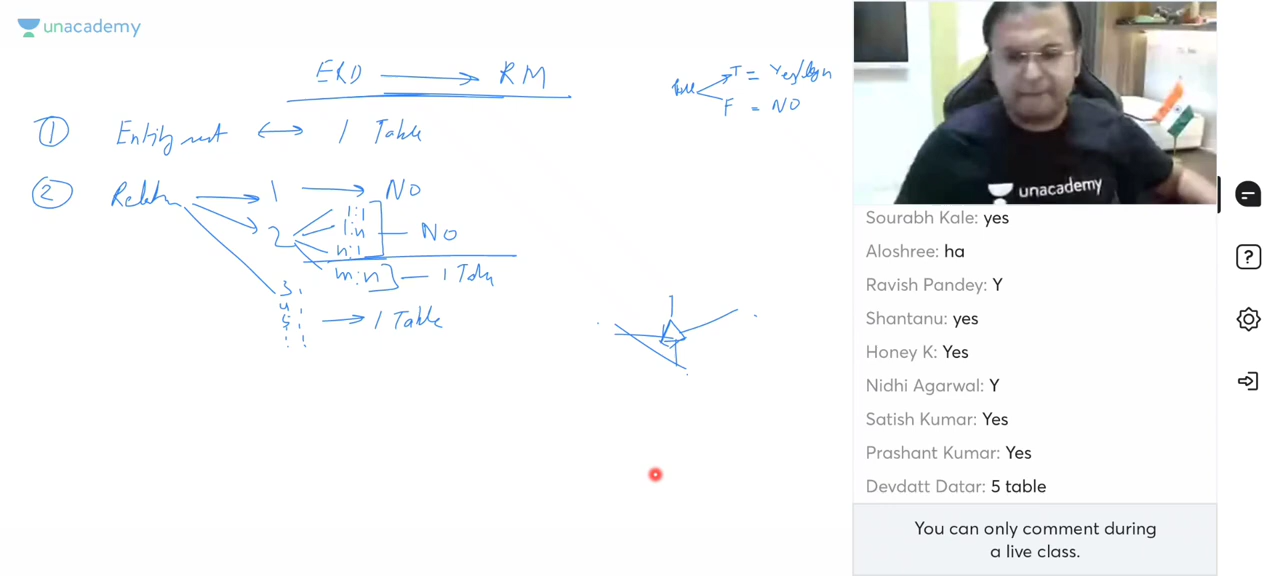 unacademy
ERD → RM
T = Yes/
F = NO
① Entity set ↔ 1 Table
② Relation → 1 → NO
→ 2
1:1
1:n
n:1
— NO
m:n — 1 Table
3
4
5
→ 1 Table
unacademy
Sourabh Kale: yes
Aloshree: ha
Ravish Pandey: Y
Shantanu: yes
Honey K: Yes
Nidhi Agarwal: Y
Satish Kumar: Yes
Prashant Kumar: Yes
Devdatt Datar: 5 table
You can only comment during
a live class.
?